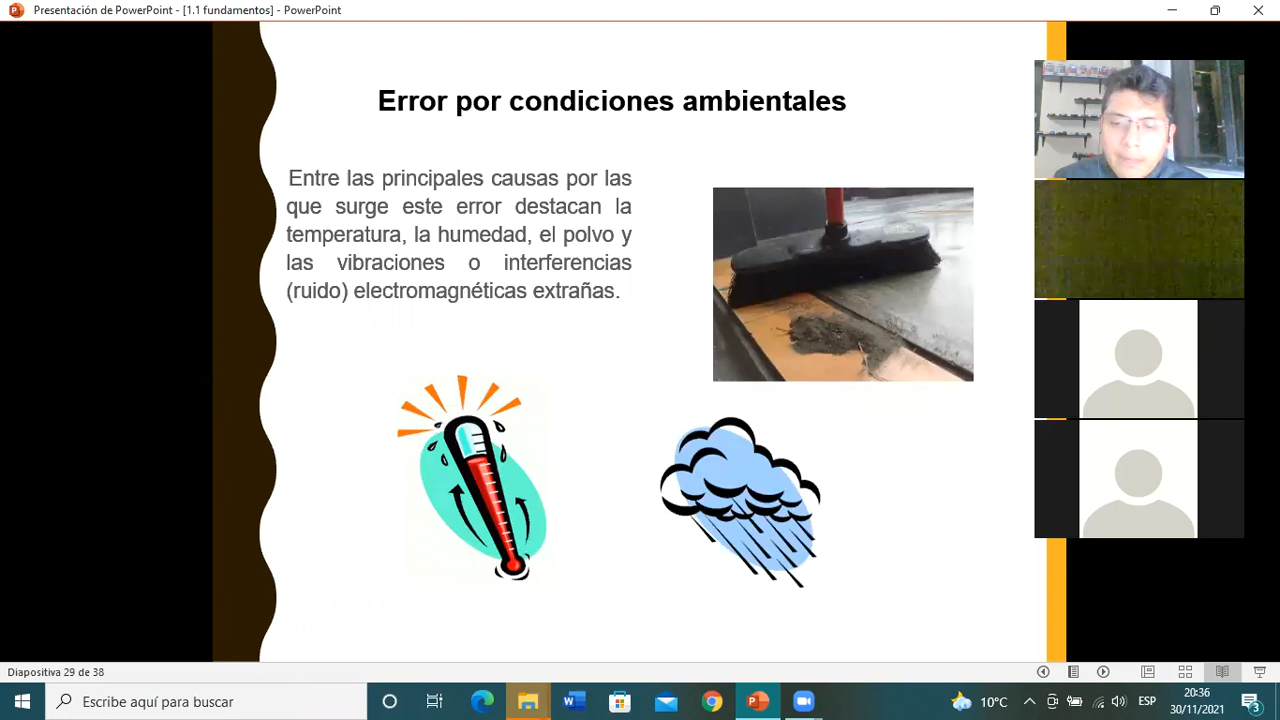 Presentación de PowerPoint - [1.1 fundamentos] - PowerPoint
Error por condiciones ambientales
Entre las principales causas por las
que surge este error destacan la
temperatura, la humedad, el polvo y
las vibraciones o interferencias
(ruido) electromagnéticas extrañas.
Diapositiva 29 de 38
Escribe aquí para buscar
10°C
ESP
20:36
30/11/2021
3